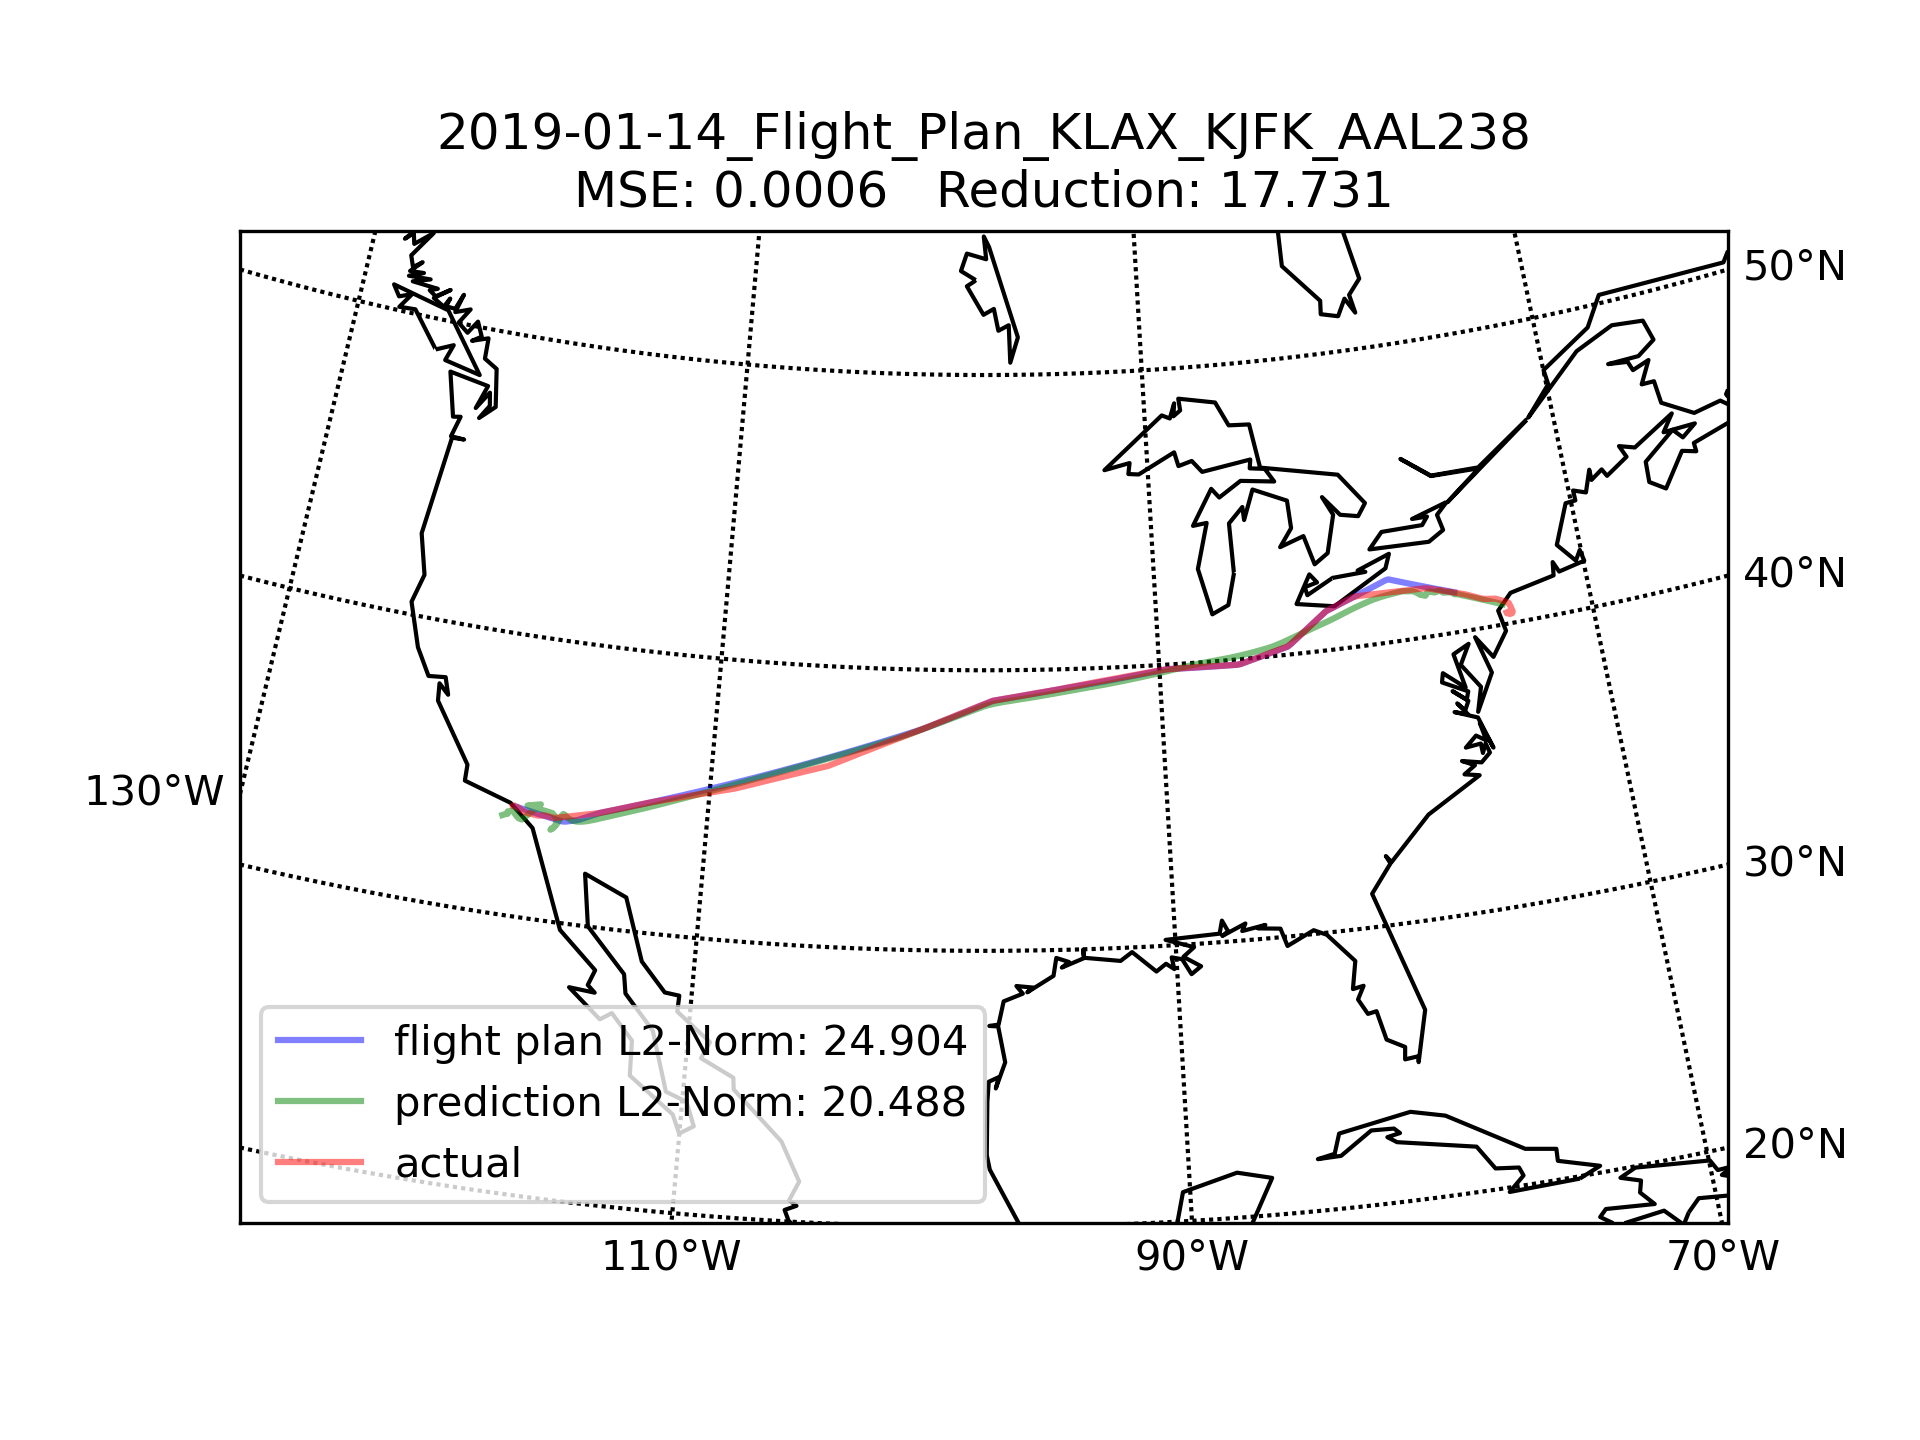 2019-01-14_Flight_Plan_KLAX_KJFK_AAL238
MSE: 0.0006   Reduction: 17.731
50°N
40°N
130°W
30°N
flight plan L2-Norm: 24.904
prediction L2-Norm: 20.488
actual
20°N
110°W
90°W
70°W